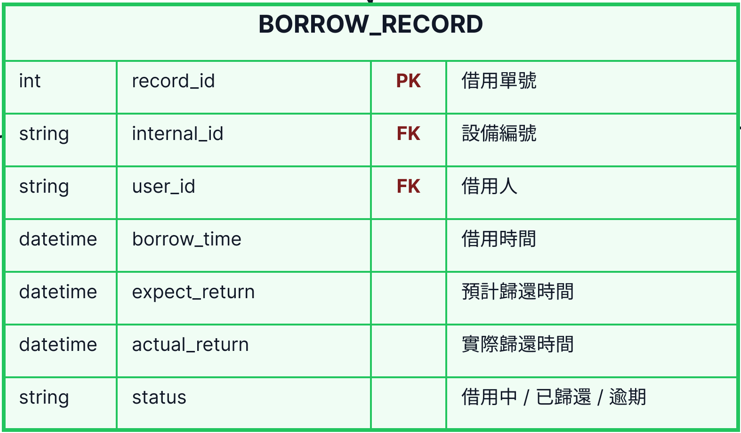 BORROW_RECORD
int record_id PK 借用單號
string internal_id FK 設備編號
string user_id FK 借用人
datetime borrow_time 借用時間
datetime expect_return 預計歸還時間
datetime actual_return 實際歸還時間
string status 借用中 / 已歸還 / 逾期